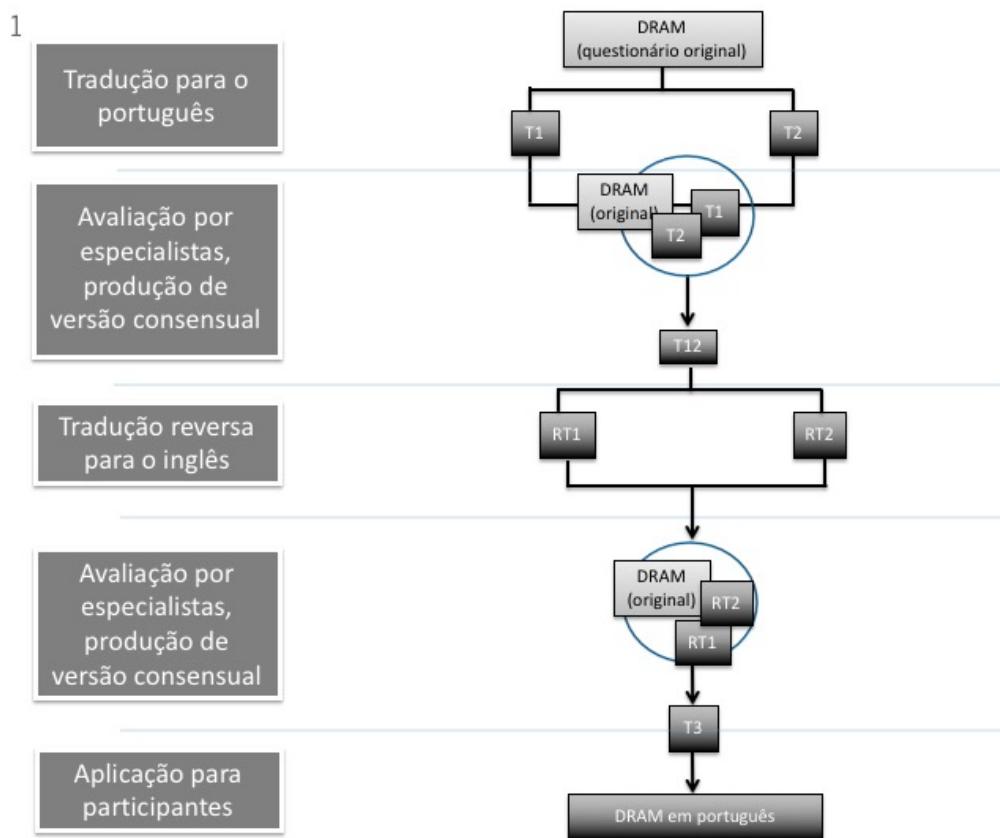 1
DRAM
(questionário original)
Tradução para o
português
T1
T2
Avaliação por
especialistas,
produção de
versão consensual
DRAM
(original)
T1
T2
T12
Tradução reversa
para o inglês
RT1
RT2
Avaliação por
especialistas,
produção de
versão consensual
DRAM
(original)
RT2
RT1
T3
Aplicação para
participantes
DRAM em português